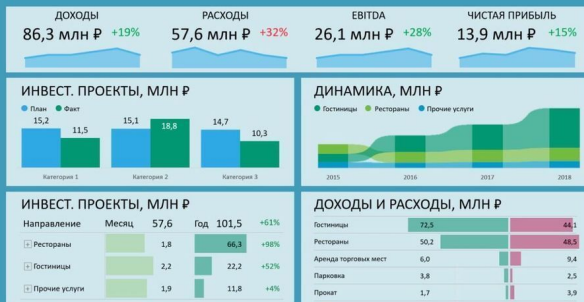 ДОХОДЫ
86,3 млн ₽ +19%
РАСХОДЫ
57,6 млн ₽ +32%
EBITDA
26,1 млн ₽ +28%
ЧИСТАЯ ПРИБЫЛЬ
13,9 млн ₽ +15%
ИНВЕСТ. ПРОЕКТЫ, МЛН ₽
План Факт
15,2 11,5 15,1 18,8 14,7 10,3
Категория 1 Категория 2 Категория 3
ДИНАМИКА, МЛН ₽
Гостиницы Рестораны Прочие услуги
2015 2016 2017 2018
ИНВЕСТ. ПРОЕКТЫ, МЛН ₽
Направление Месяц 57,6 Год 101,5 +61%
Рестораны 1,8 66,3 +98%
Гостиницы 2,2 22,2 +52%
Прочие услуги 1,9 11,8 +4%
ДОХОДЫ И РАСХОДЫ, МЛН ₽
Гостиницы 72,5 44,1
Рестораны 50,2 48,5
Аренда торговых мест 6,0 9,4
Парковка 3,8 2,5
Прокат 1,7 3,9